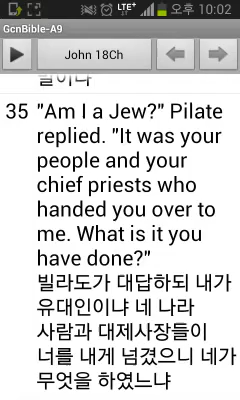 LTE 오후 10:02
GcnBible-A9
John 18Ch
35 "Am I a Jew?" Pilate
replied. "It was your
people and your
chief priests who
handed you over to
me. What is it you
have done?"
빌라도가 대답하되 내가
유대인이냐 네 나라
사람과 대제사장들이
너를 내게 넘겼으니 네가
무엇을 하였느냐